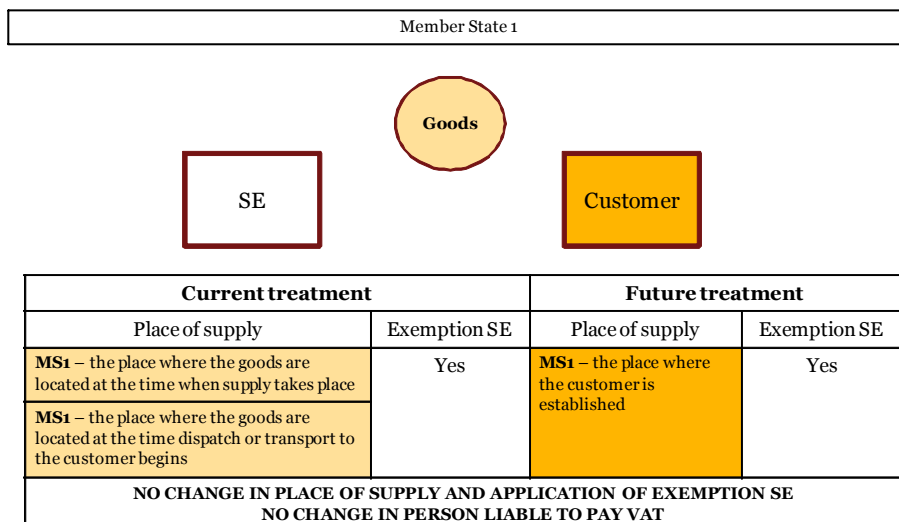 Member State 1
Goods
SE
Customer
Current treatment
Future treatment
Place of supply
Exemption SE
Place of supply
Exemption SE
MS1 – the place where the goods are
located at the time when supply takes place
Yes
MS1 – the place where
the customer is
established
Yes
MS1 – the place where the goods are
located at the time dispatch or transport to
the customer begins
NO CHANGE IN PLACE OF SUPPLY AND APPLICATION OF EXEMPTION SE
NO CHANGE IN PERSON LIABLE TO PAY VAT